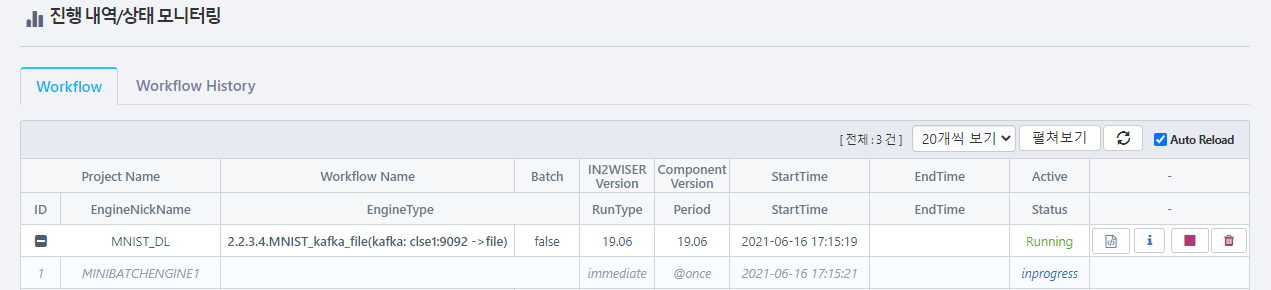 진행 내역/상태 모니터링
Workflow Workflow History
[ 전체 : 3 건 ] 20개씩 보기 펼쳐보기 Auto Reload
Project Name Workflow Name Batch IN2WISER Version Component Version StartTime EndTime Active -
ID EngineNickName EngineType RunType Period StartTime EndTime Status -
MNIST_DL 2.2.3.4.MNIST_kafka_file(kafka: clse1:9092 ->file) false 19.06 19.06 2021-06-16 17:15:19 Running
1 MINIBATCHENGINE1 immediate @once 2021-06-16 17:15:21 inprogress